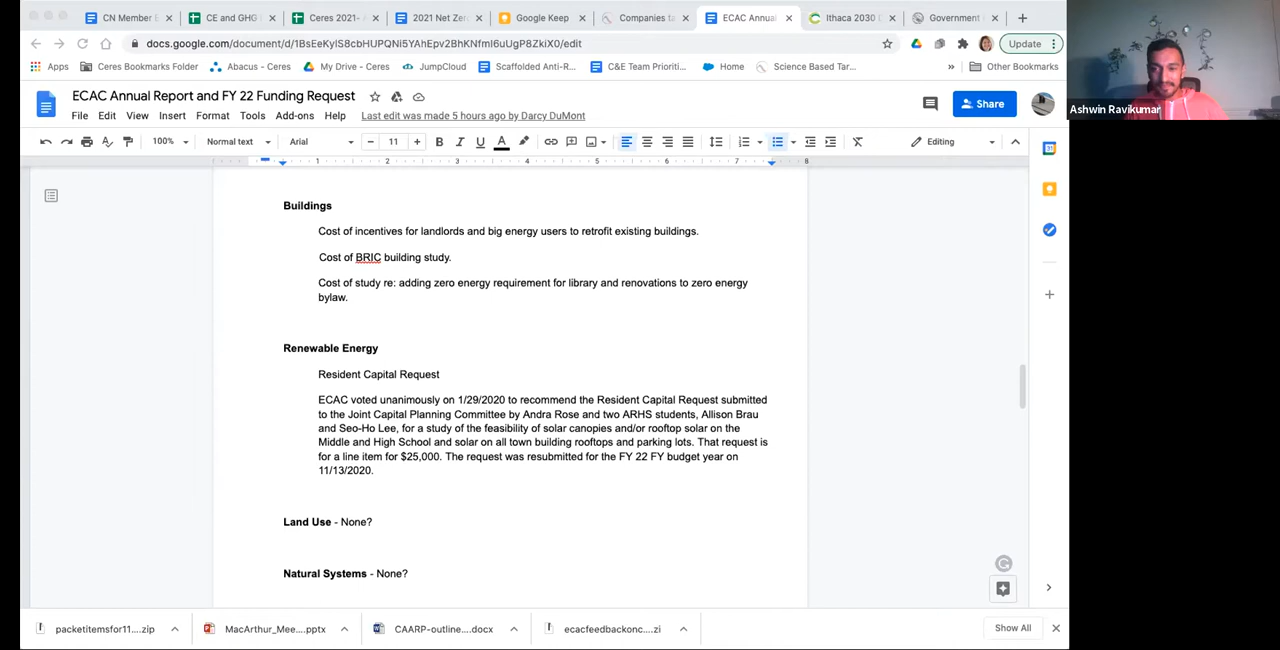 CN Member E
CE and GHG
Ceres 2021-
2021 Net Zero
Google Keep
Companies ta
ECAC Annual
Ithaca 2030
Government
docs.google.com/document/d/1BsEeKylS8cbHUPQNi5YAhEpv2BhKNfmI6uUgP8ZkiX0/edit
Update
Apps
Ceres Bookmarks Folder
Abacus - Ceres
My Drive - Ceres
JumpCloud
Scaffolded Anti-R...
C&E Team Prioriti...
Home
Science Based Tar...
»
Other Bookmarks
Ashwin Ravikumar
ECAC Annual Report and FY 22 Funding Request
File Edit View Insert Format Tools Add-ons Help
Last edit was made 5 hours ago by Darcy DuMont
Share
100% Normal text Arial - 11 + B I U A Editing
1 2 3 4 5 6 7 8
Buildings
Cost of incentives for landlords and big energy users to retrofit existing buildings.
Cost of BRIC building study.
Cost of study re: adding zero energy requirement for library and renovations to zero energy
bylaw.
Renewable Energy
Resident Capital Request
ECAC voted unanimously on 1/29/2020 to recommend the Resident Capital Request submitted
to the Joint Capital Planning Committee by Andra Rose and two ARHS students, Allison Brau
and Seo-Ho Lee, for a study of the feasibility of solar canopies and/or rooftop solar on the
Middle and High School and solar on all town building rooftops and parking lots. That request is
for a line item for $25,000. The request was resubmitted for the FY 22 FY budget year on
11/13/2020.
Land Use - None?
Natural Systems - None?
packetitemsfor11....zip
MacArthur_Mee....pptx
CAARP-outline....docx
ecacfeedbackonc....zi
Show All